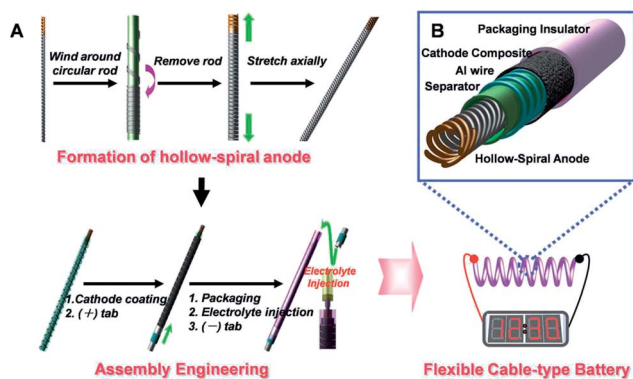 A
Wind around
circular rod
Remove rod
Stretch axially
Formation of hollow-spiral anode
1.Cathode coating
2. (+) tab
1. Packaging
2. Electrolyte injection
3. (−) tab
Electrolyte
Injection
Assembly Engineering
B
Packaging Insulator
Cathode Composite
Al wire
Separator
Hollow-Spiral Anode
12:30
Flexible Cable-type Battery